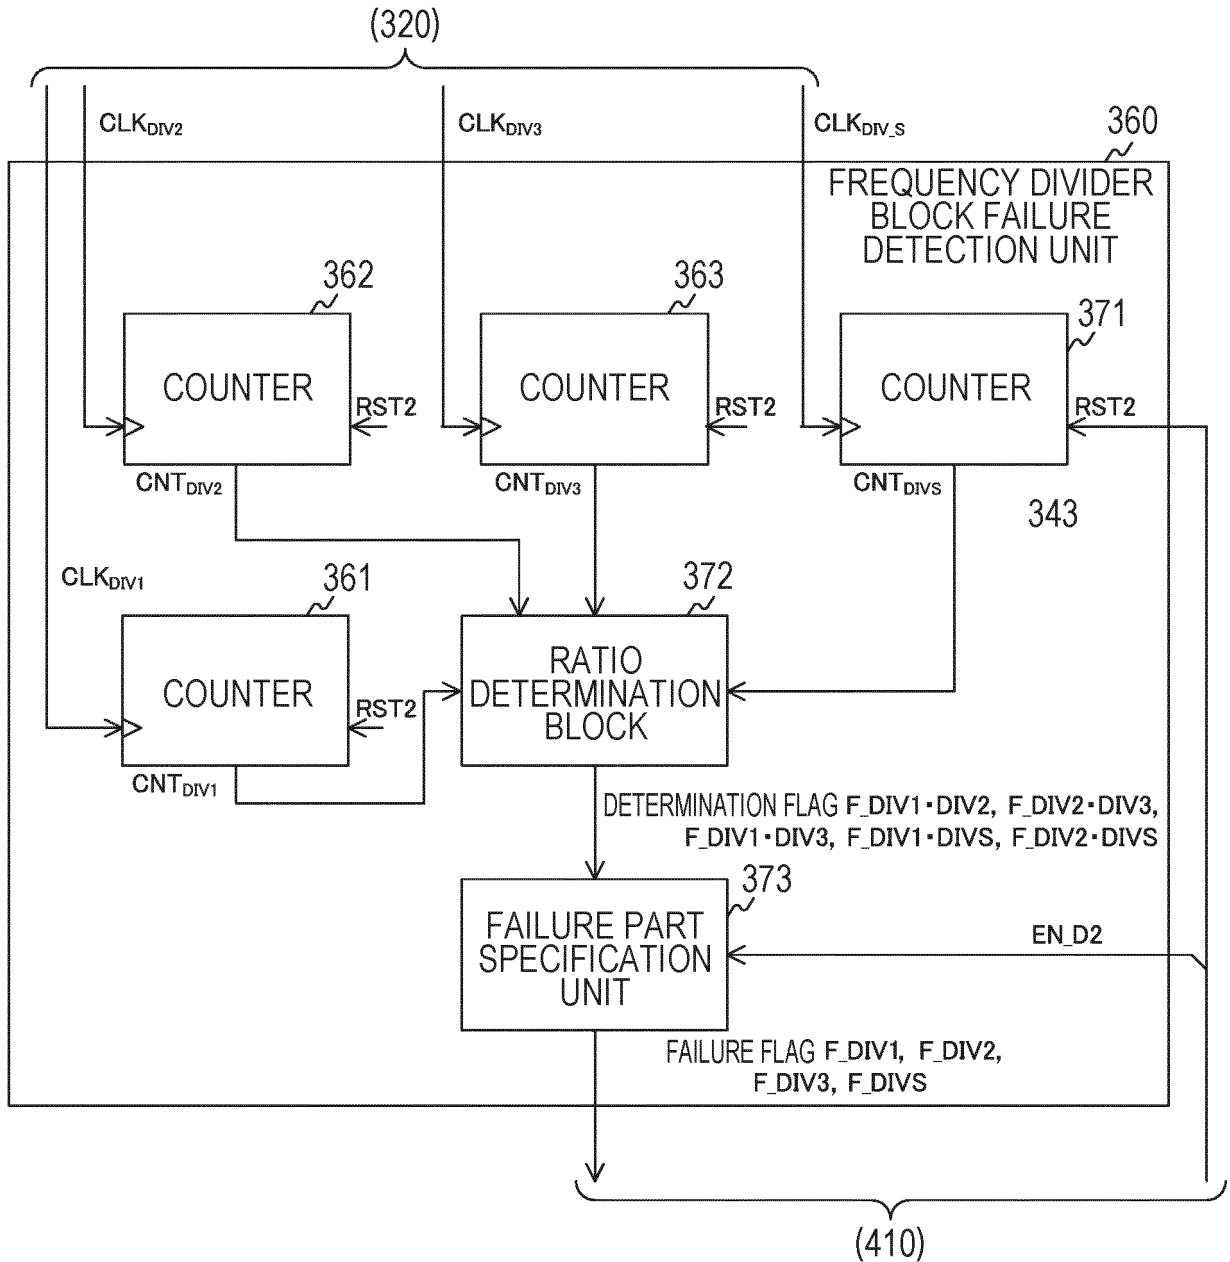 (320)
CLKDIV2
CLKDIV3
CLKDIV_S
360
FREQUENCY DIVIDER
BLOCK FAILURE
DETECTION UNIT
362
363
371
COUNTER
COUNTER
COUNTER
RST2
RST2
RST2
CNTDIV2
CNTDIV3
CNTDIVS
343
CLKDIV1
361
372
COUNTER
RST2
RATIO
DETERMINATION
BLOCK
CNTDIV1
DETERMINATION FLAG F_DIV1・DIV2, F_DIV2・DIV3,
F_DIV1・DIV3, F_DIV1・DIVS, F_DIV2・DIVS
373
FAILURE PART
SPECIFICATION
UNIT
EN_D2
FAILURE FLAG F_DIV1, F_DIV2,
F_DIV3, F_DIVS
(410)